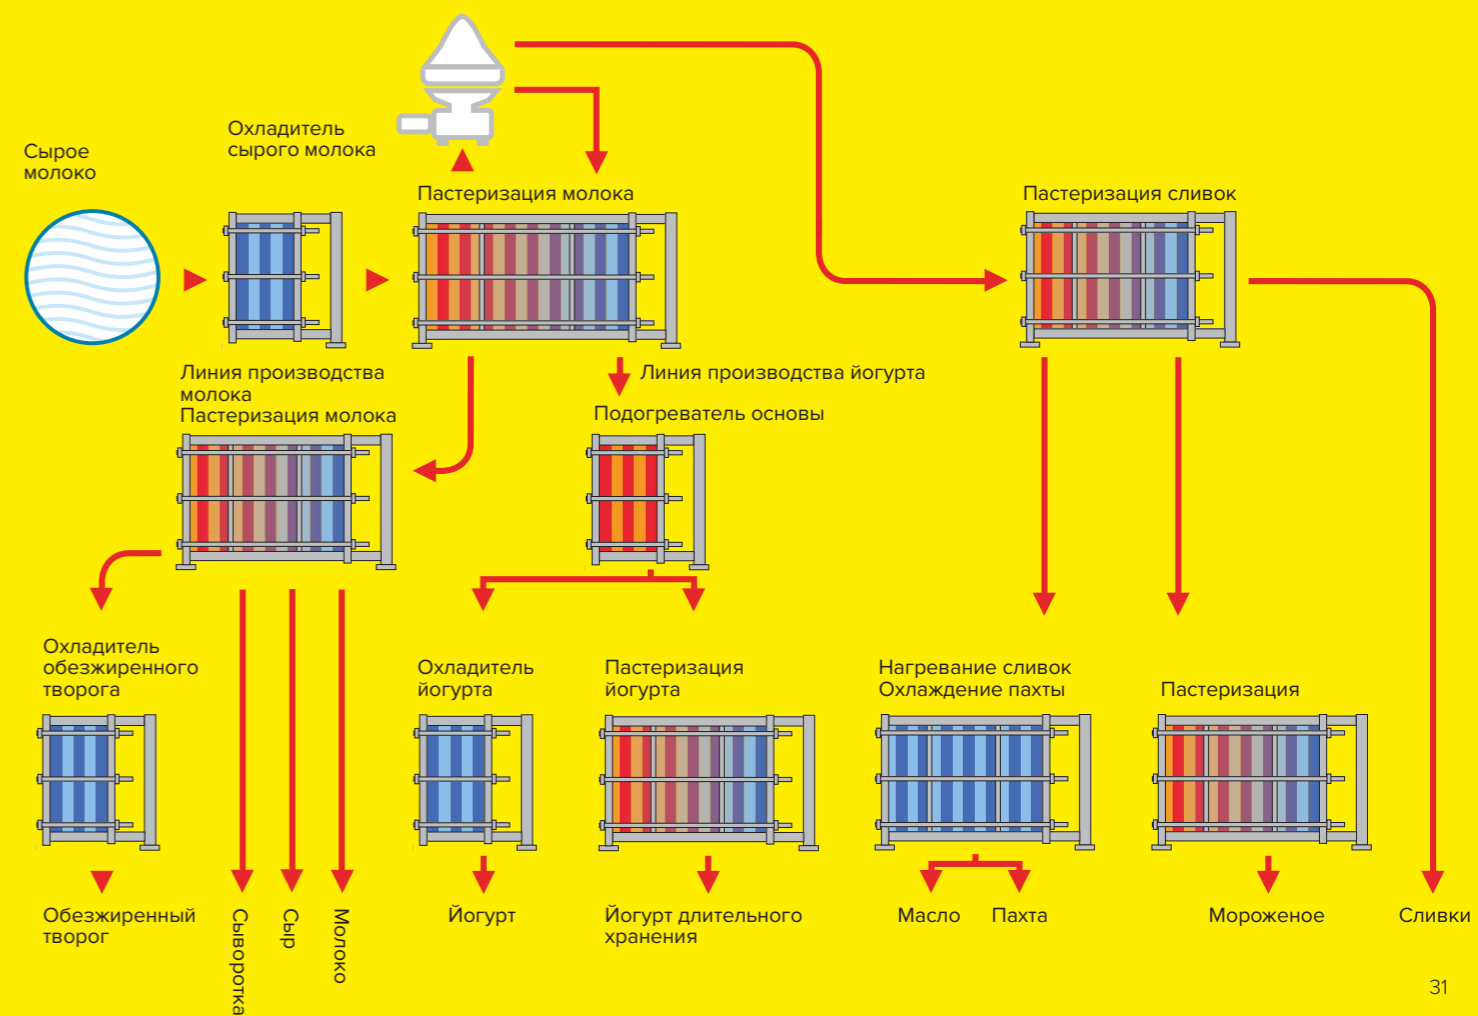 Сырое
молоко
Охладитель
сырого молока
Пастеризация молока
Пастеризация сливок
Линия производства
молока
Пастеризация молока
Линия производства йогурта
Подогреватель основы
Охладитель
обезжиренного
творога
Охладитель
йогурта
Пастеризация
йогурта
Нагревание сливок
Охлаждение пахты
Пастеризация
Обезжиренный
творог
Сыворотка
Сыр
Молоко
Йогурт
Йогурт длительного
хранения
Масло
Пахта
Мороженое
Сливки
31